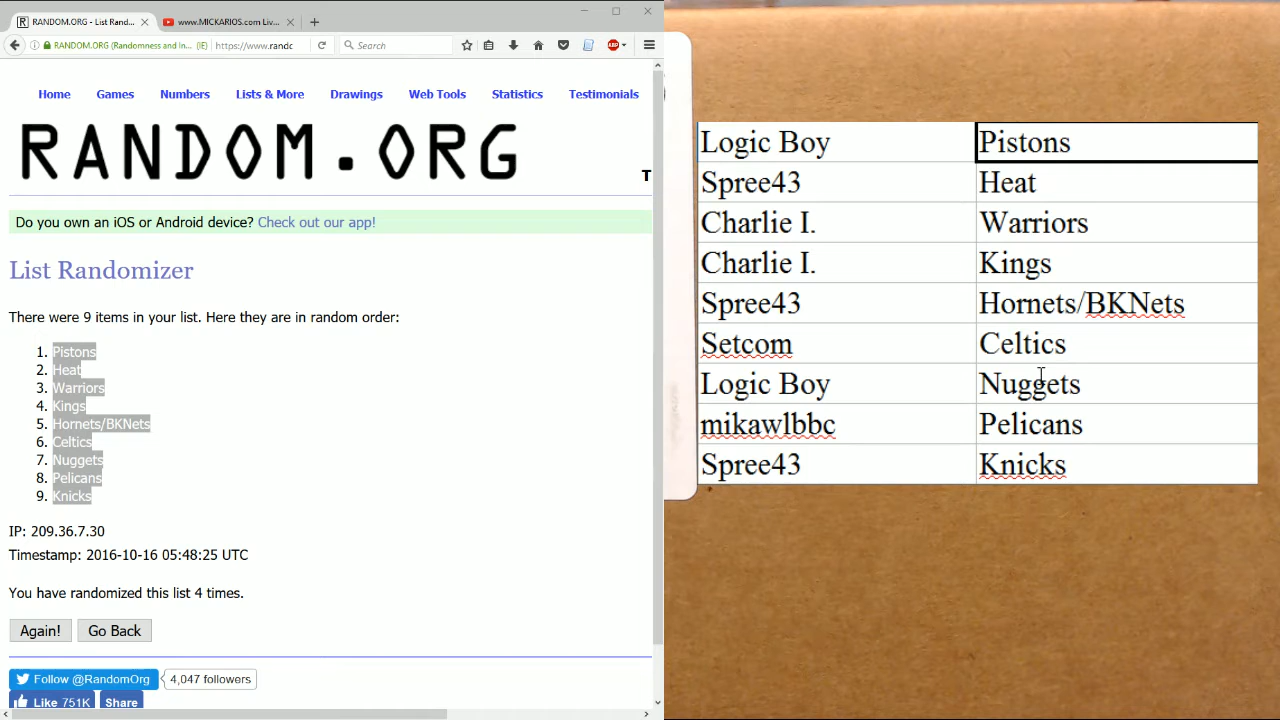 RANDOM.ORG - List Rand...
www.MICKARIOS.com Liv...
RANDOM.ORG (Randomness and In... (IE)
https://www.randc
Search
ABP
Home Games Numbers Lists & More Drawings Web Tools Statistics Testimonials
RANDOM.ORG
T
Do you own an iOS or Android device? Check out our app!
List Randomizer
There were 9 items in your list. Here they are in random order:
1. Pistons
2. Heat
3. Warriors
4. Kings
5. Hornets/BKNets
6. Celtics
7. Nuggets
8. Pelicans
9. Knicks
IP: 209.36.7.30
Timestamp: 2016-10-16 05:48:25 UTC
You have randomized this list 4 times.
Again! Go Back
Follow @RandomOrg 4,047 followers
Like 751K Share
Logic Boy Pistons
Spree43 Heat
Charlie I. Warriors
Charlie I. Kings
Spree43 Hornets/BKNets
Setcom Celtics
Logic Boy Nuggets
mikawlbbc Pelicans
Spree43 Knicks